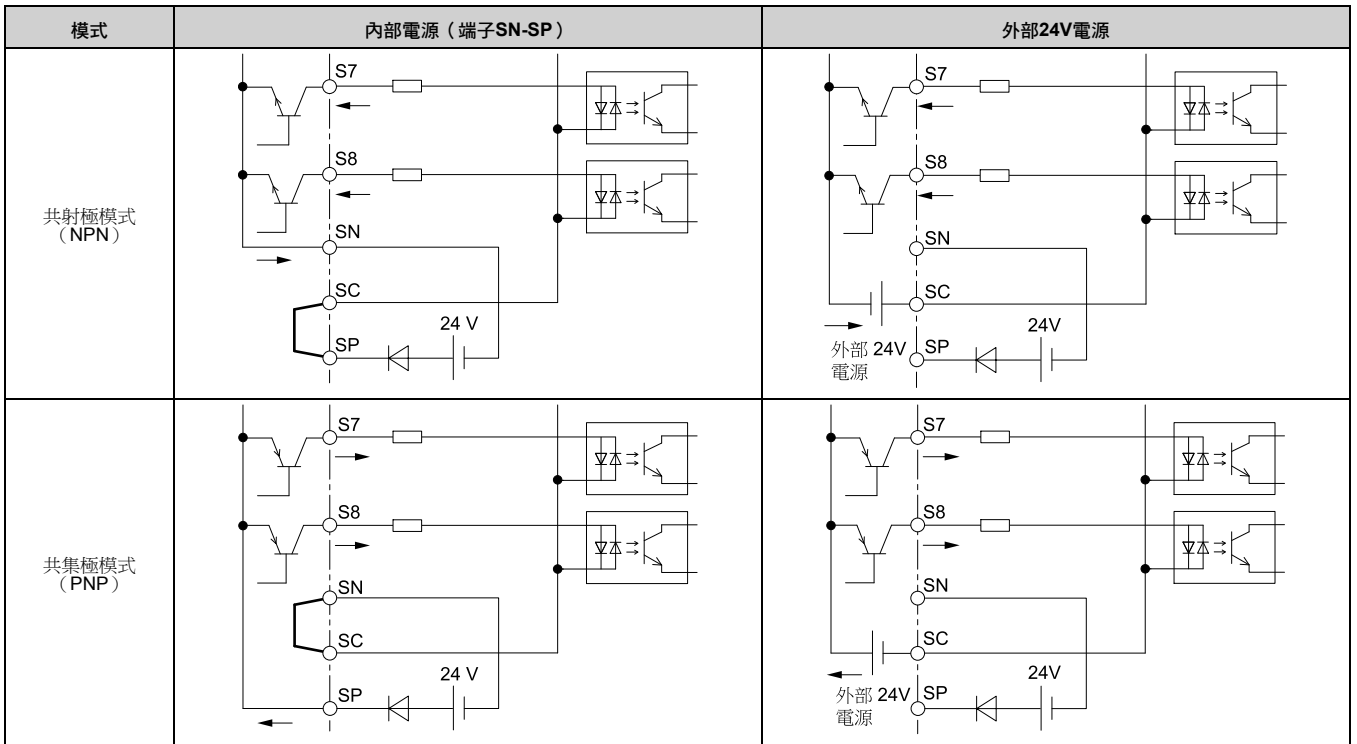 模式
內部電源（端子SN-SP）
外部24V電源
共射極模式
（NPN）
S7
S8
SN
SC
24 V
SP
S7
S8
SN
SC
24V
外部 24V
電源
SP
共集極模式
（PNP）
S7
S8
SN
SC
24 V
SP
S7
S8
SN
SC
24V
外部 24V
電源
SP